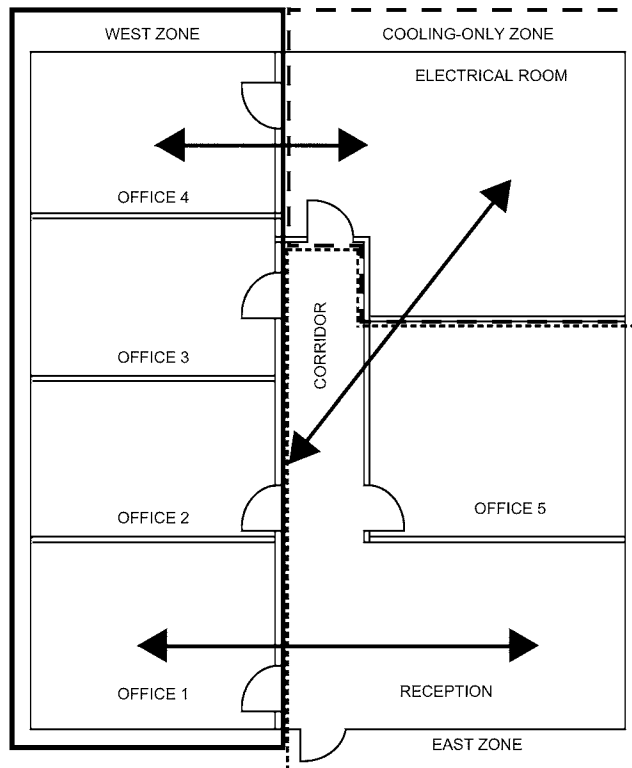 WEST ZONE
COOLING-ONLY ZONE
ELECTRICAL ROOM
OFFICE 4
CORRIDOR
OFFICE 3
OFFICE 2
OFFICE 5
OFFICE 1
RECEPTION
EAST ZONE